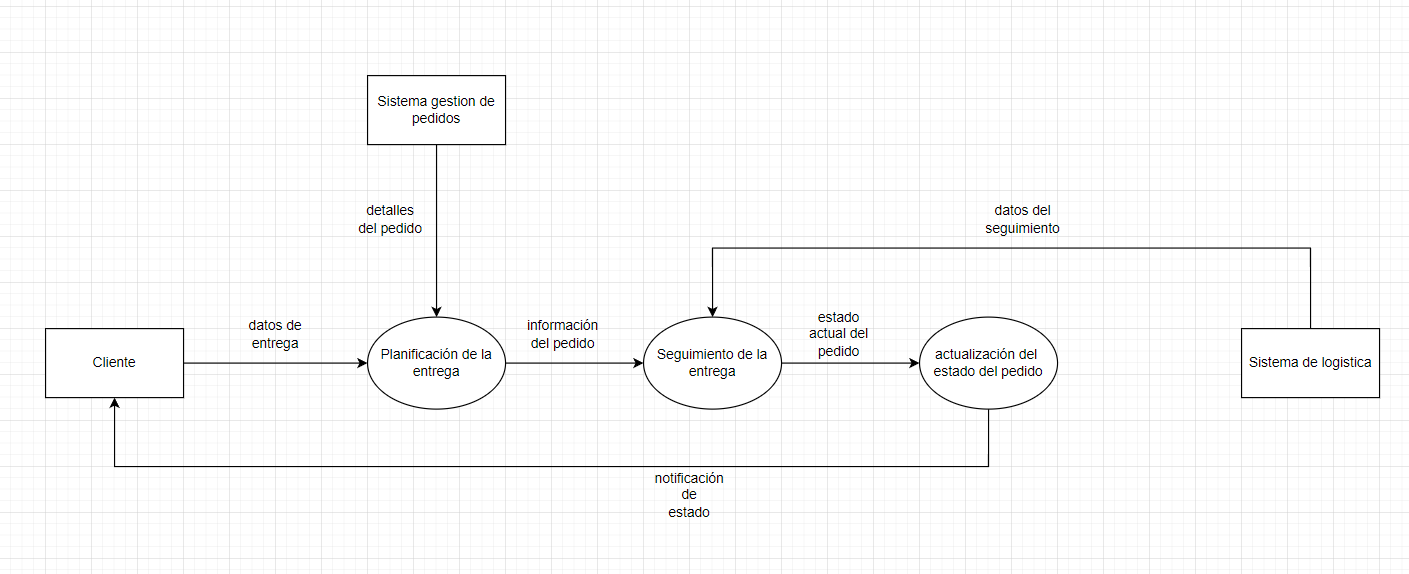 Sistema gestion de
pedidos
detalles
del pedido
datos del
seguimiento
datos de
entrega
información
del pedido
estado
actual del
pedido
Cliente
Planificación de la
entrega
Seguimiento de la
entrega
actualización del
estado del pedido
Sistema de logistica
notificación
de
estado